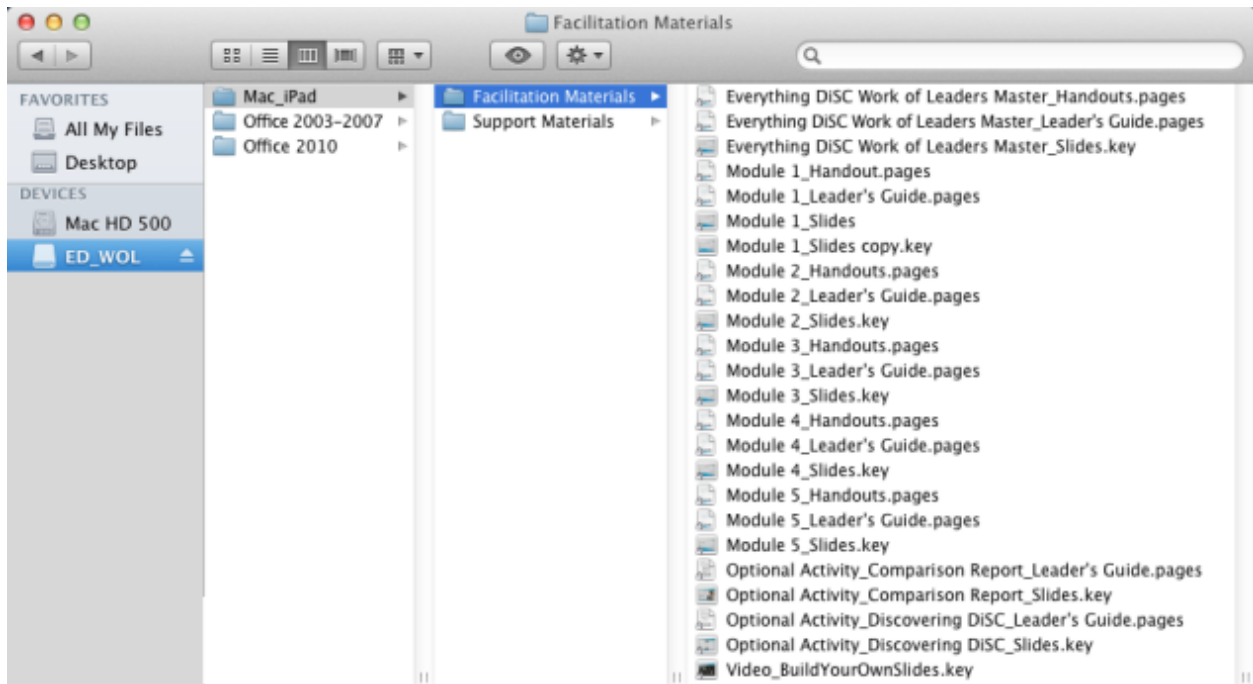 Facilitation Materials
FAVORITES
All My Files
Desktop
DEVICES
Mac HD 500
ED_WOL
Mac_iPad
Office 2003-2007
Office 2010
Facilitation Materials
Support Materials
Everything DiSC Work of Leaders Master_Handouts.pages
Everything DiSC Work of Leaders Master_Leader's Guide.pages
Everything DiSC Work of Leaders Master_Slides.key
Module 1_Handout.pages
Module 1_Leader's Guide.pages
Module 1_Slides
Module 1_Slides copy.key
Module 2_Handouts.pages
Module 2_Leader's Guide.pages
Module 2_Slides.key
Module 3_Handouts.pages
Module 3_Leader's Guide.pages
Module 3_Slides.key
Module 4_Handouts.pages
Module 4_Leader's Guide.pages
Module 4_Slides.key
Module 5_Handouts.pages
Module 5_Leader's Guide.pages
Module 5_Slides.key
Optional Activity_Comparison Report_Leader's Guide.pages
Optional Activity_Comparison Report_Slides.key
Optional Activity_Discovering DiSC_Leader's Guide.pages
Optional Activity_Discovering DiSC_Slides.key
Video_BuildYourOwnSlides.key